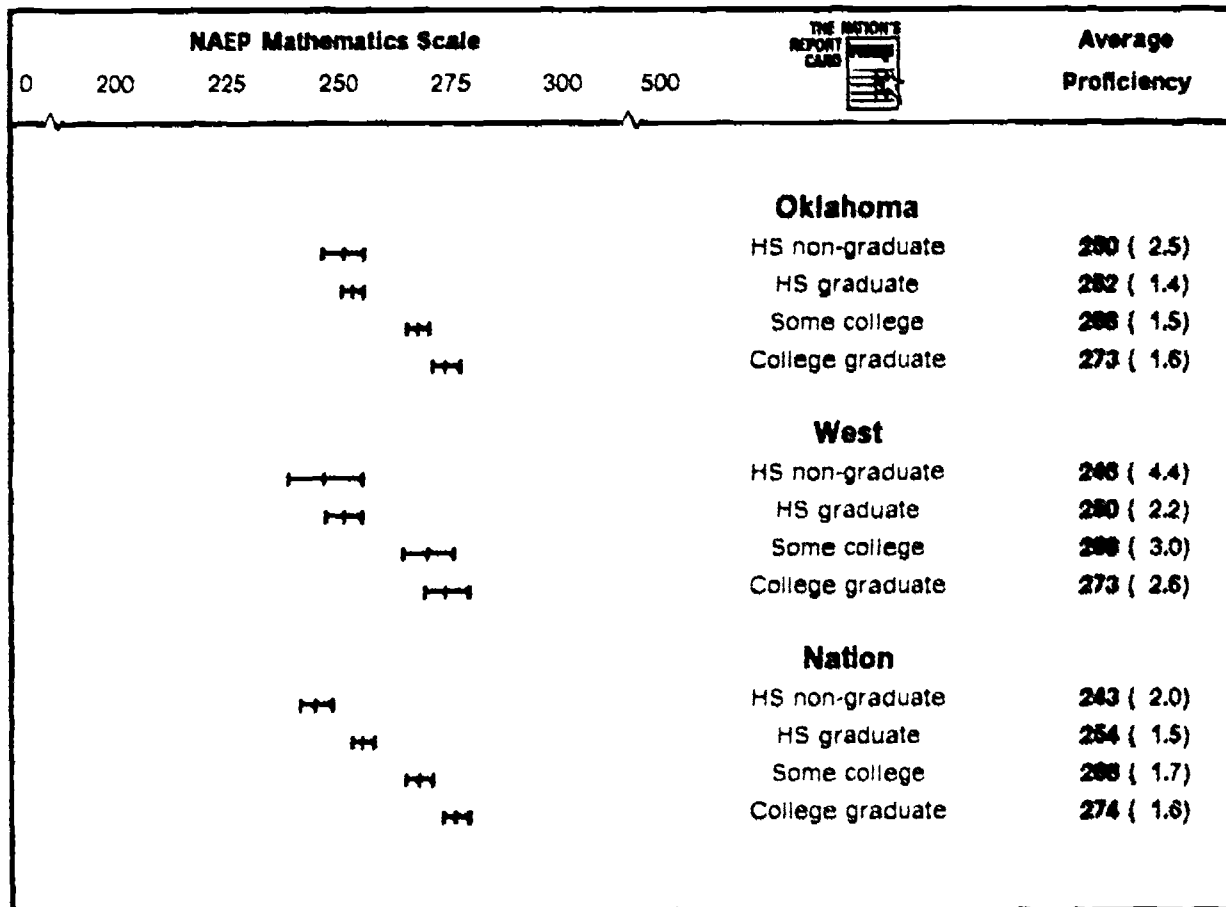 NAEP Mathematics Scale
THE NATION'S
REPORT
CARD
Average
Proficiency
0 200 225 250 275 300 500
Oklahoma
HS non-graduate 250 ( 2.5)
HS graduate 252 ( 1.4)
Some college ( 1.5)
College graduate 273 ( 1.6)
West
HS non-graduate ( 4.4)
HS graduate 250 ( 2.2)
Some college ( 3.0)
College graduate 273 ( 2.6)
Nation
HS non-graduate 243 ( 2.0)
HS graduate 254 ( 1.5)
Some college ( 1.7)
College graduate 274 ( 1.6)